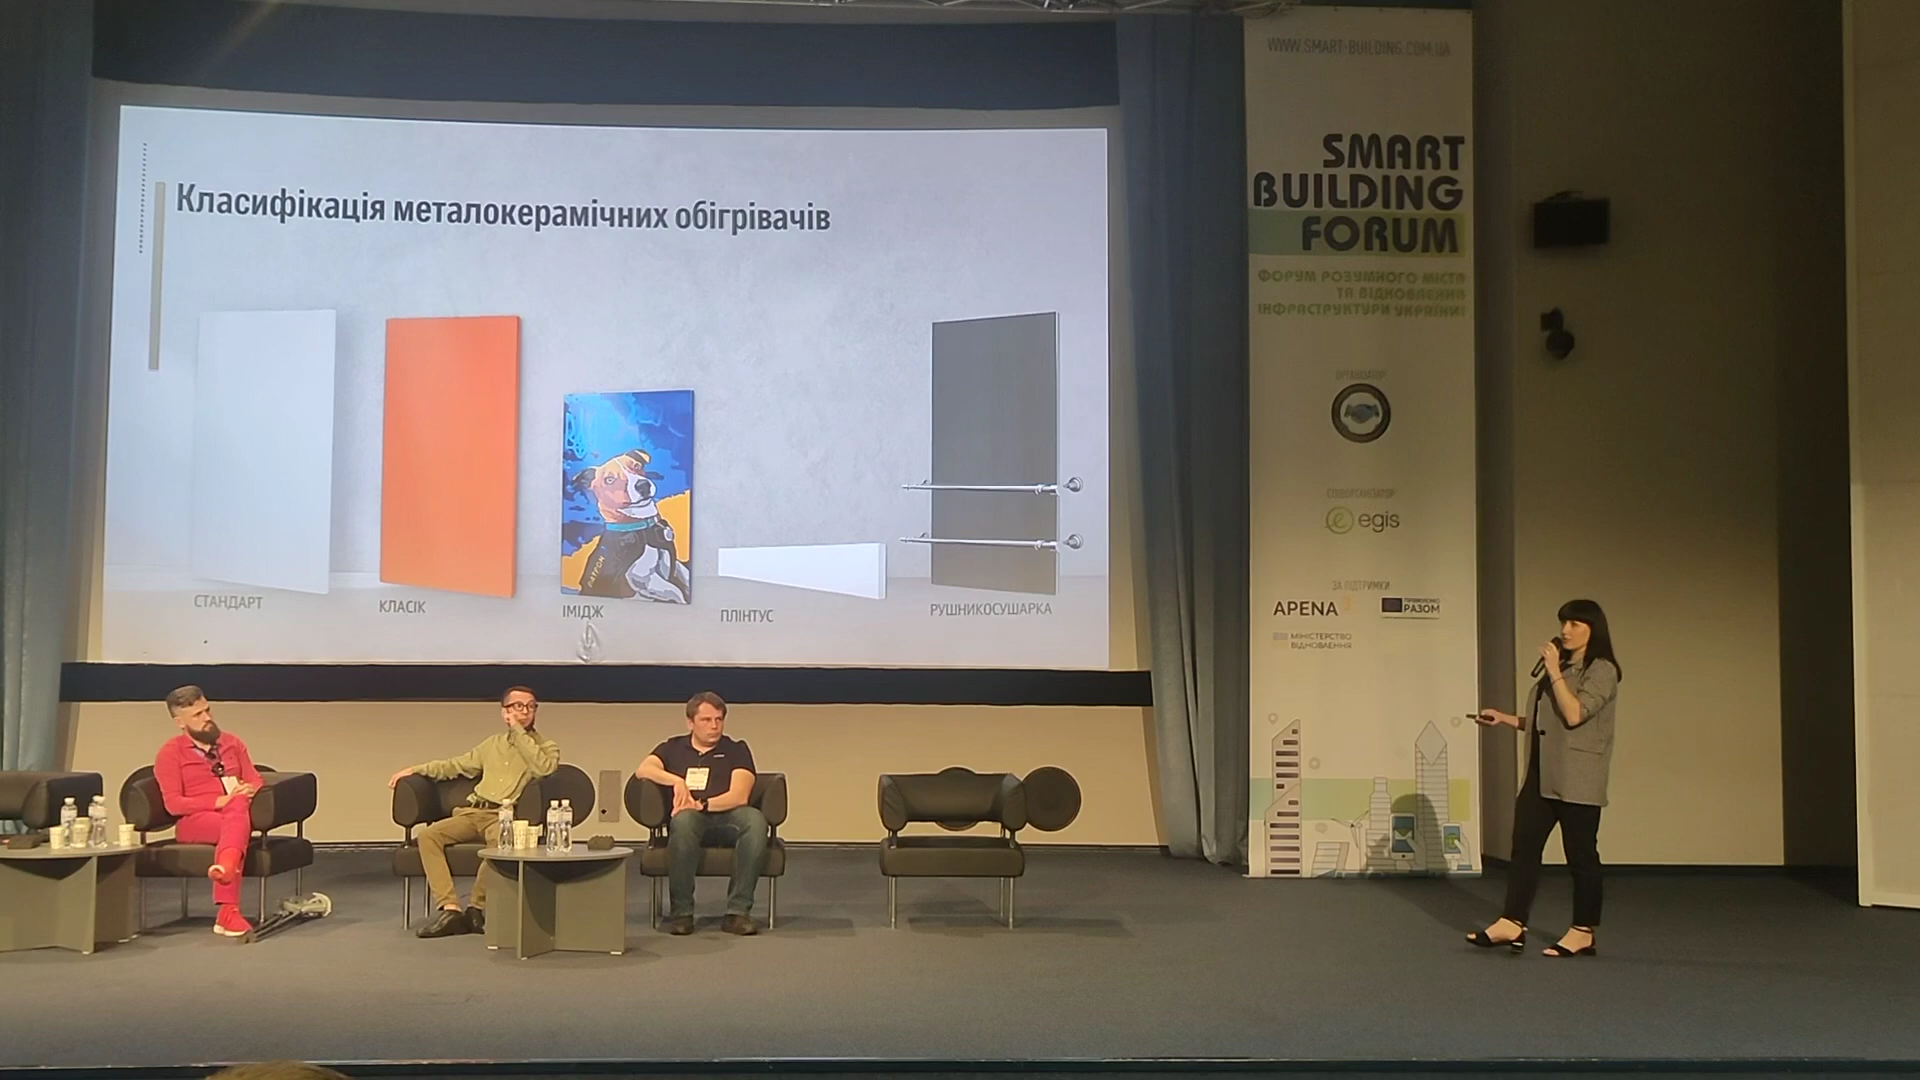 Класифікація металокерамічних обігрівачів
СТАНДАРТ
КЛАСІК
ІМІДЖ
ПЛІНТУС
РУШНИКОСУШАРКА
ПАТРОН
WWW.SMART-BUILDING.COM.UA
SMART
BUILDING
FORUM
ФОРУМ РОЗУМНОГО МІСТА
ТА ВІДНОВЛЕННЯ
ІНФРАСТРУКТУРИ УКРАЇНИ!
ОРГАНІЗАТОР
СПІВОРГАНІЗАТОР
egis
ЗА ПІДТРИМКИ
APENA
РАЗОМ
МІНІСТЕРСТВО
ВІДНОВЛЕННЯ